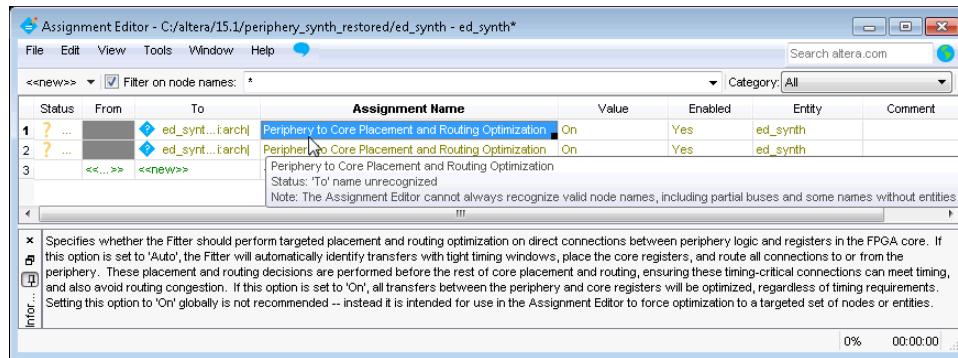 Assignment Editor - C:/altera/15.1/periphery_synth_restored/ed_synth - ed_synth*
File Edit View Tools Window Help Search altera.com
<<new>> Filter on node names: * Category: All
Status From To Assignment Name Value Enabled Entity Comment
1 ? ... ed_synt...i:arch| Periphery to Core Placement and Routing Optimization On Yes ed_synth
2 ? ... ed_synt...i:arch| Periphery to Core Placement and Routing Optimization On Yes ed_synth
3 <<...>> <<new>>
Periphery to Core Placement and Routing Optimization
Status: 'To' name unrecognized
Note: The Assignment Editor cannot always recognize valid node names, including partial buses and some names without entities
Specifies whether the Fitter should perform targeted placement and routing optimization on direct connections between periphery logic and registers in the FPGA core. If
this option is set to 'Auto', the Fitter will automatically identify transfers with tight timing windows, place the core registers, and route all connections to or from the
periphery. These placement and routing decisions are performed before the rest of core placement and routing, ensuring these timing-critical connections can meet timing,
and also avoid routing congestion. If this option is set to 'On', all transfers between the periphery and core registers will be optimized, regardless of timing requirements.
Setting this option to 'On' globally is not recommended -- instead it is intended for use in the Assignment Editor to force optimization to a targeted set of nodes or entities.
Infor...
0% 00:00:00